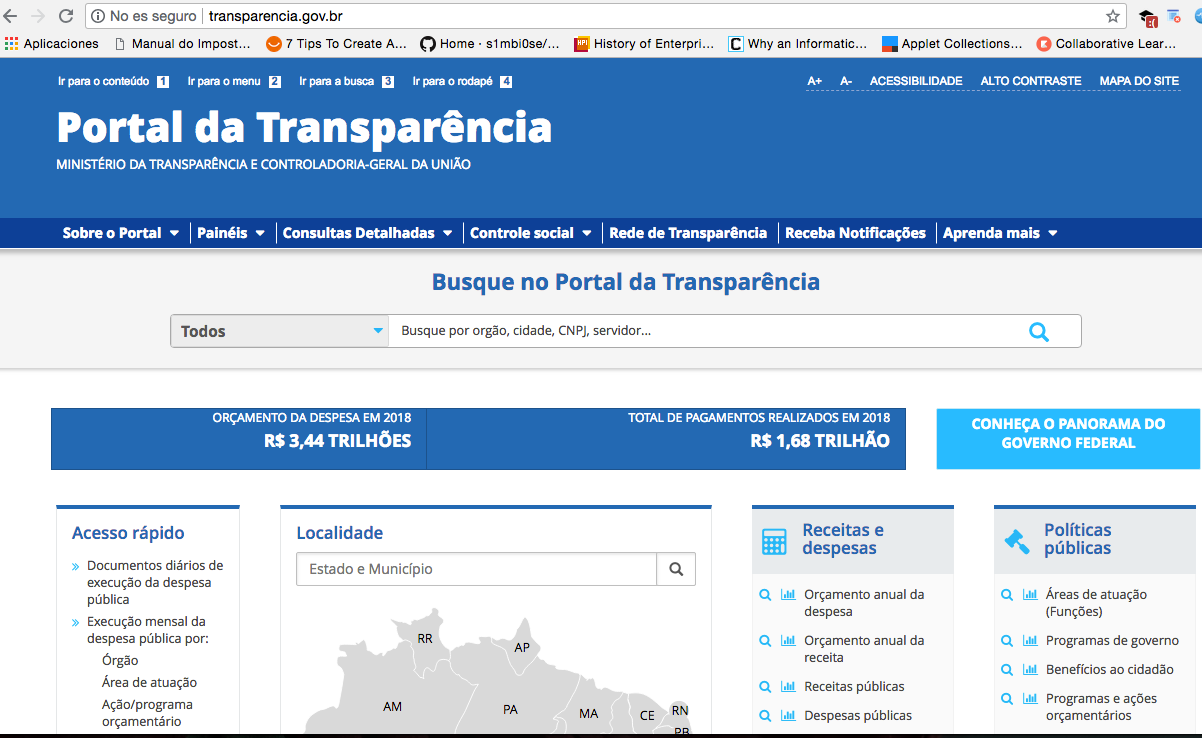 No es seguro | transparencia.gov.br
Aplicaciones Manual do Impost... 7 Tips To Create A... Home · s1mbi0se/... HPI History of Enterpri... C Why an Informatic... Applet Collections... Collaborative Lear...
Ir para o conteúdo 1 Ir para o menu 2 Ir para a busca 3 Ir para o rodapé 4
A+ A- ACESSIBILIDADE ALTO CONTRASTE MAPA DO SITE
Portal da Transparência
MINISTÉRIO DA TRANSPARÊNCIA E CONTROLADORIA-GERAL DA UNIÃO
Sobre o Portal Painéis Consultas Detalhadas Controle social Rede de Transparência Receba Notificações Aprenda mais
Busque no Portal da Transparência
Todos Busque por orgão, cidade, CNPJ, servidor...
ORÇAMENTO DA DESPESA EM 2018
R$ 3,44 TRILHÕES
TOTAL DE PAGAMENTOS REALIZADOS EM 2018
R$ 1,68 TRILHÃO
CONHEÇA O PANORAMA DO
GOVERNO FEDERAL
Acesso rápido
» Documentos diários de
execução da despesa
pública
» Execução mensal da
despesa pública por:
Órgão
Área de atuação
Ação/programa
orçamentário
Localidade
Estado e Município
RR
AP
AM
PA
MA
CE
RN
PB
Receitas e
despesas
Orçamento anual da
despesa
Orçamento anual da
receita
Receitas públicas
Despesas públicas
Políticas
públicas
Áreas de atuação
(Funções)
Programas de governo
Benefícios ao cidadão
Programas e ações
orçamentários